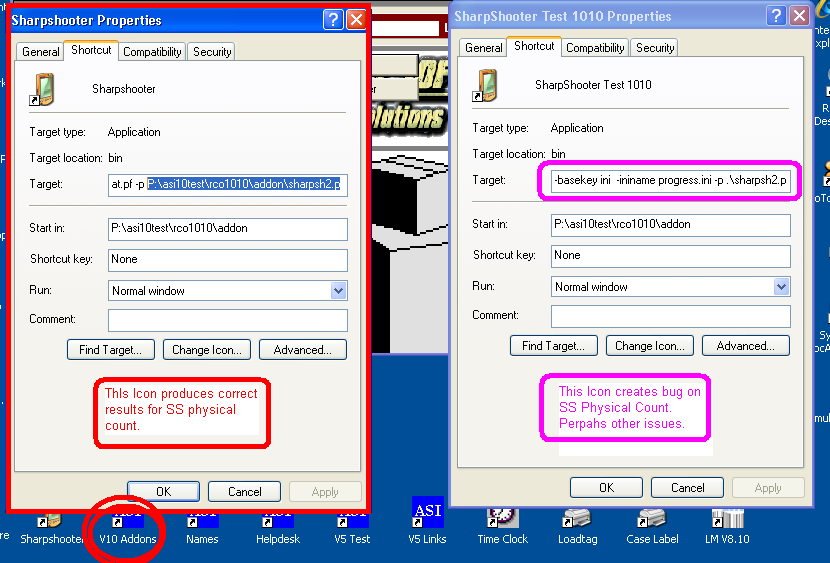 Sharpshooter Properties
General
Shortcut
Compatibility
Security
Sharpshooter
Target type: Application
Target location: bin
Target: at.pf -p P:\asi10test\rco1010\addon\sharpsh2.p
Start in: P:\asi10test\rco1010\addon
Shortcut key: None
Run: Normal window
Comment:
Find Target...
Change Icon...
Advanced...
This Icon produces correct
results for SS physical
count.
OK
Cancel
Apply
SharpShooter Test 1010 Properties
General
Shortcut
Compatibility
Security
SharpShooter Test 1010
Target type: Application
Target location: bin
Target: -basekey ini -ininame progress.ini -p .\sharpsh2.p
Start in: P:\asi10test\rco1010\addon
Shortcut key: None
Run: Normal window
Comment:
Find Target...
Change Icon...
Advanced...
This Icon creates bug on
SS Physical Count.
Perpahs other issues.
OK
Cancel
Apply
OF
lutions
ASI
ASI
ASI
ASI
ASI
Sharpshooter
V10 Addons
Names
Helpdesk
V5 Test
V5 Links
Time Clock
Loadtag
Case Label
LM V8.10